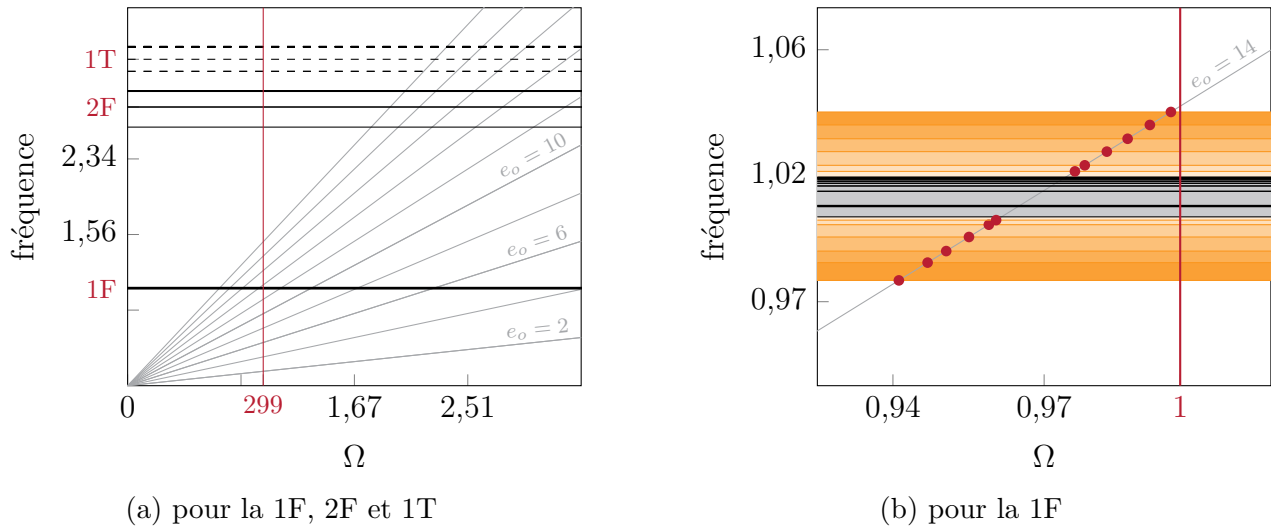 1T
2F
2,34
1,56
1F
fréquence
e_o = 10
e_o = 6
e_o = 2
0
299
1,67
2,51
Ω
(a) pour la 1F, 2F et 1T
1,06
1,02
0,97
fréquence
e_o = 14
0,94
0,97
1
Ω
(b) pour la 1F